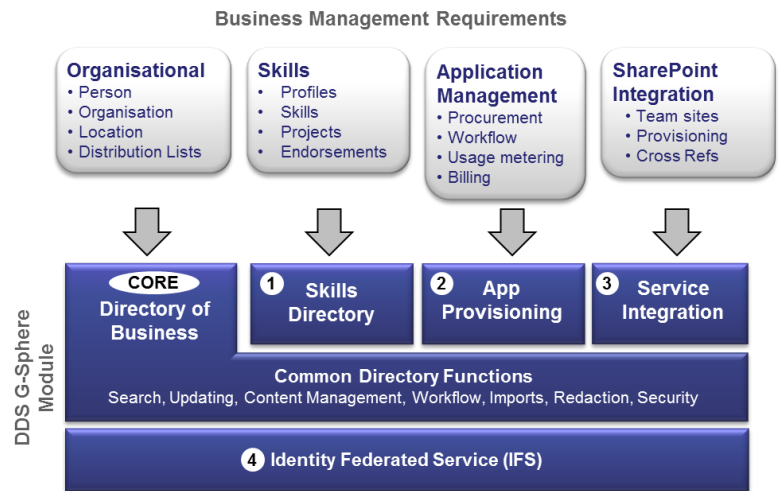 Business Management Requirements
Organisational
• Person
• Organisation
• Location
• Distribution Lists
Skills
• Profiles
• Skills
• Projects
• Endorsements
Application
Management
• Procurement
• Workflow
• Usage metering
• Billing
SharePoint
Integration
• Team sites
• Provisioning
• Cross Refs
DDS G-Sphere
Module
CORE
Directory of
Business
1 Skills
Directory
2 App
Provisioning
3 Service
Integration
Common Directory Functions
Search, Updating, Content Management, Workflow, Imports, Redaction, Security
4 Identity Federated Service (IFS)